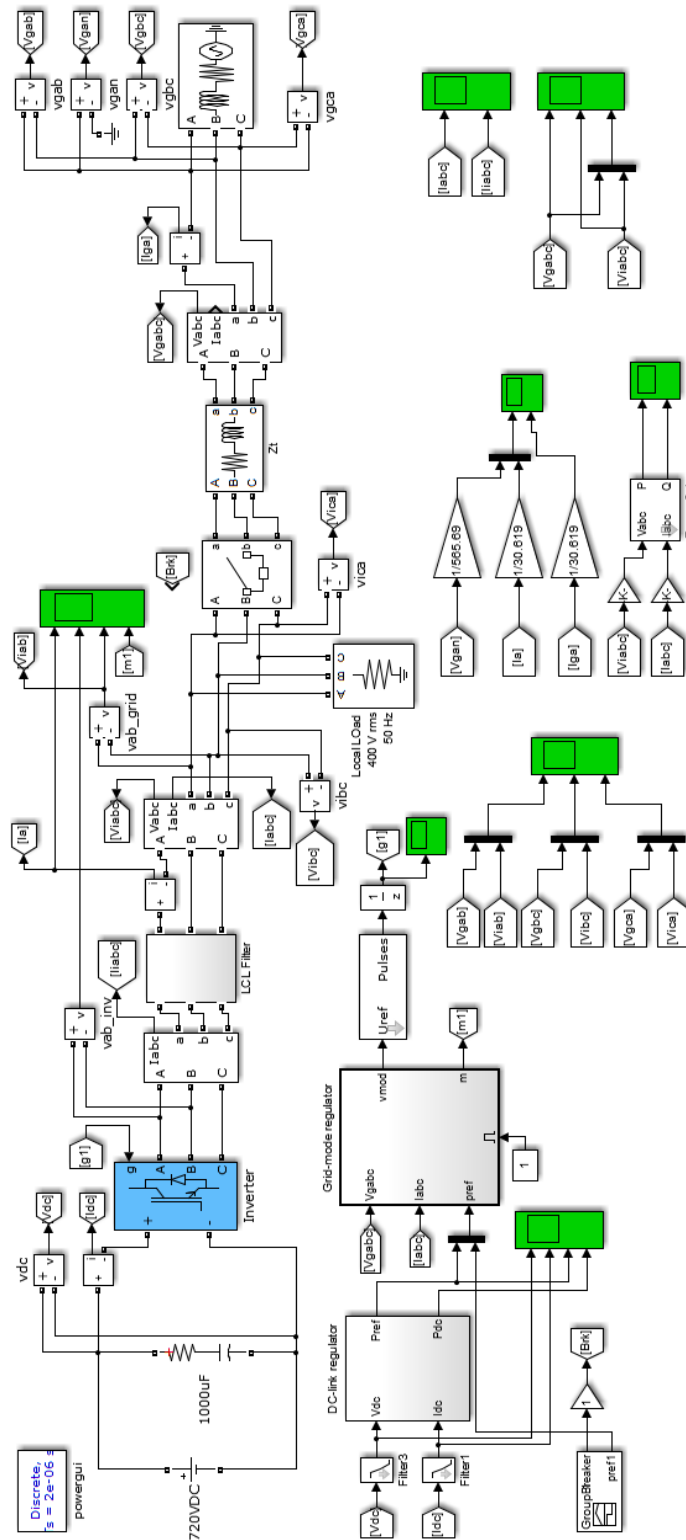 Discrete,
s = 2e-06 s
powergui
720VDC
1000uF
vdc
[Vdc]
[Idc]
+ v
-
+ i
-
[g1]
g
A
B
C
+
-
Inverter
vab_inv
+ v
-
[Iiabc]
Iabc
A a
B b
C c
LCL Filter
[Ia]
+ i
-
[Viabc]
Vabc
Iabc
A a
B b
C c
[Iabc]
vab_grid
+ v
-
[Viab]
[m1]
vibc
+ v
-
[Vibc]
Local LOad
400 V rms
50 Hz
A B C
[Brk]
A a
B b
C c
vica
+ v
-
[Vica]
A a
B b
C c
Zt
[Vgabc]
Vabc
Iabc
A a
B b
C c
[Iga]
+ i
-
[Vgab]
[Vgan]
[Vgbc]
[Vgca]
+ v
-
vgab
+ v
-
vgan
+ v
-
vgbc
+ v
-
vgca
A
B
C
[Vdc]
Filter3
[Idc]
Filter1
DC-link regulator
Vdc
Idc
Pref
Pdc
GroupBreaker
pref1
1
[Brk]
[Vgabc]
[Iabc]
Grid-mode regulator
Vgabc
Iabc
pref
vmod
m
1
[m1]
Uref
Pulses
1
z
[g1]
[Vgab]
[Viab]
[Vgbc]
[Vibc]
[Vgca]
[Vica]
[Vgan]
1/565.69
[Ia]
1/30.619
[Iga]
1/30.619
[Viabc]
-K-
[Iabc]
-K-
Vabc
Iabc
P
Q
[Iabc]
[Iiabc]
[Vgabc]
[Viabc]